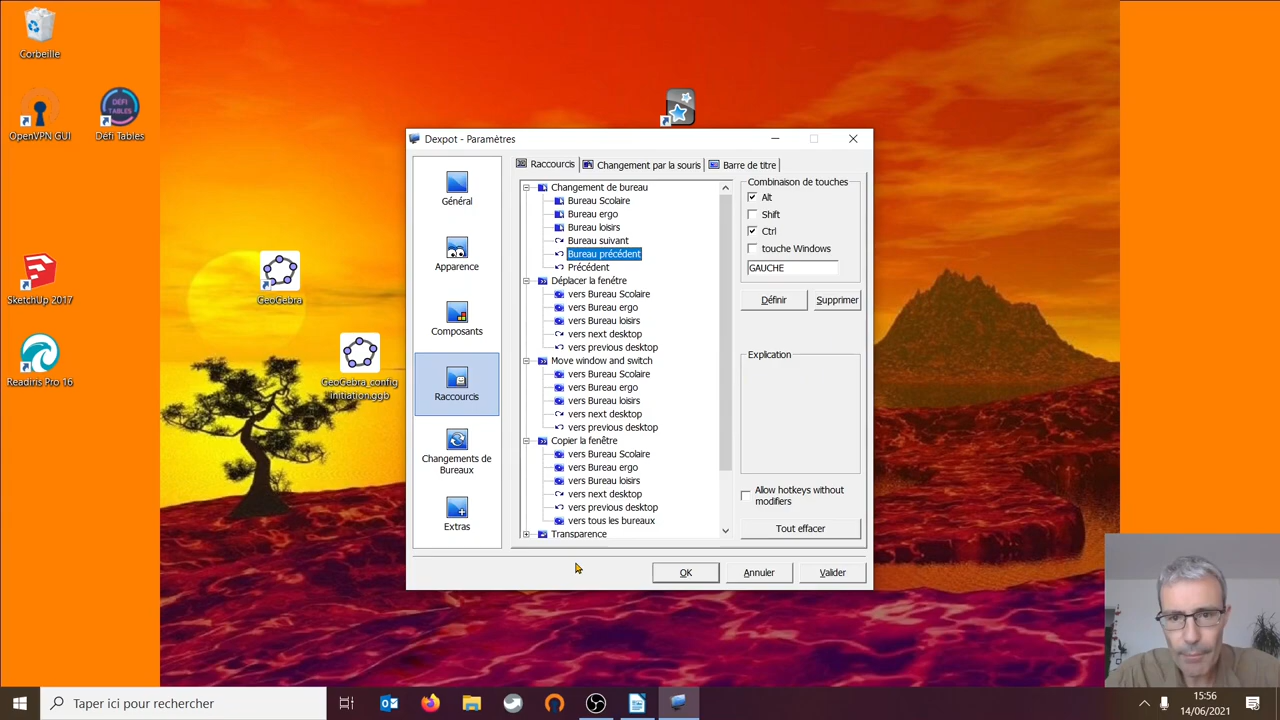 Corbeille
OpenVPN GUI
DÉFI
TABLES
Défi Tables
SketchUp 2017
Readiris Pro 16
GeoGebra
GeoGebra_config
initiation.ggb
Dexpot - Paramètres
Général
Apparence
Composants
Raccourcis
Changements de
Bureaux
Extras
Raccourcis
Changement par la souris
Barre de titre
Changement de bureau
Bureau Scolaire
Bureau ergo
Bureau loisirs
Bureau suivant
Bureau précédent
Précédent
Déplacer la fenétre
vers Bureau Scolaire
vers Bureau ergo
vers Bureau loisirs
vers next desktop
vers previous desktop
Move window and switch
vers Bureau Scolaire
vers Bureau ergo
vers Bureau loisirs
vers next desktop
vers previous desktop
Copier la fenêtre
vers Bureau Scolaire
vers Bureau ergo
vers Bureau loisirs
vers next desktop
vers previous desktop
vers tous les bureaux
Transparence
Combinaison de touches
Alt
Shift
Ctrl
touche Windows
GAUCHE
Définir
Supprimer
Explication
Allow hotkeys without
modifiers
Tout effacer
OK
Annuler
Valider
Taper ici pour rechercher
15:56
14/06/2021